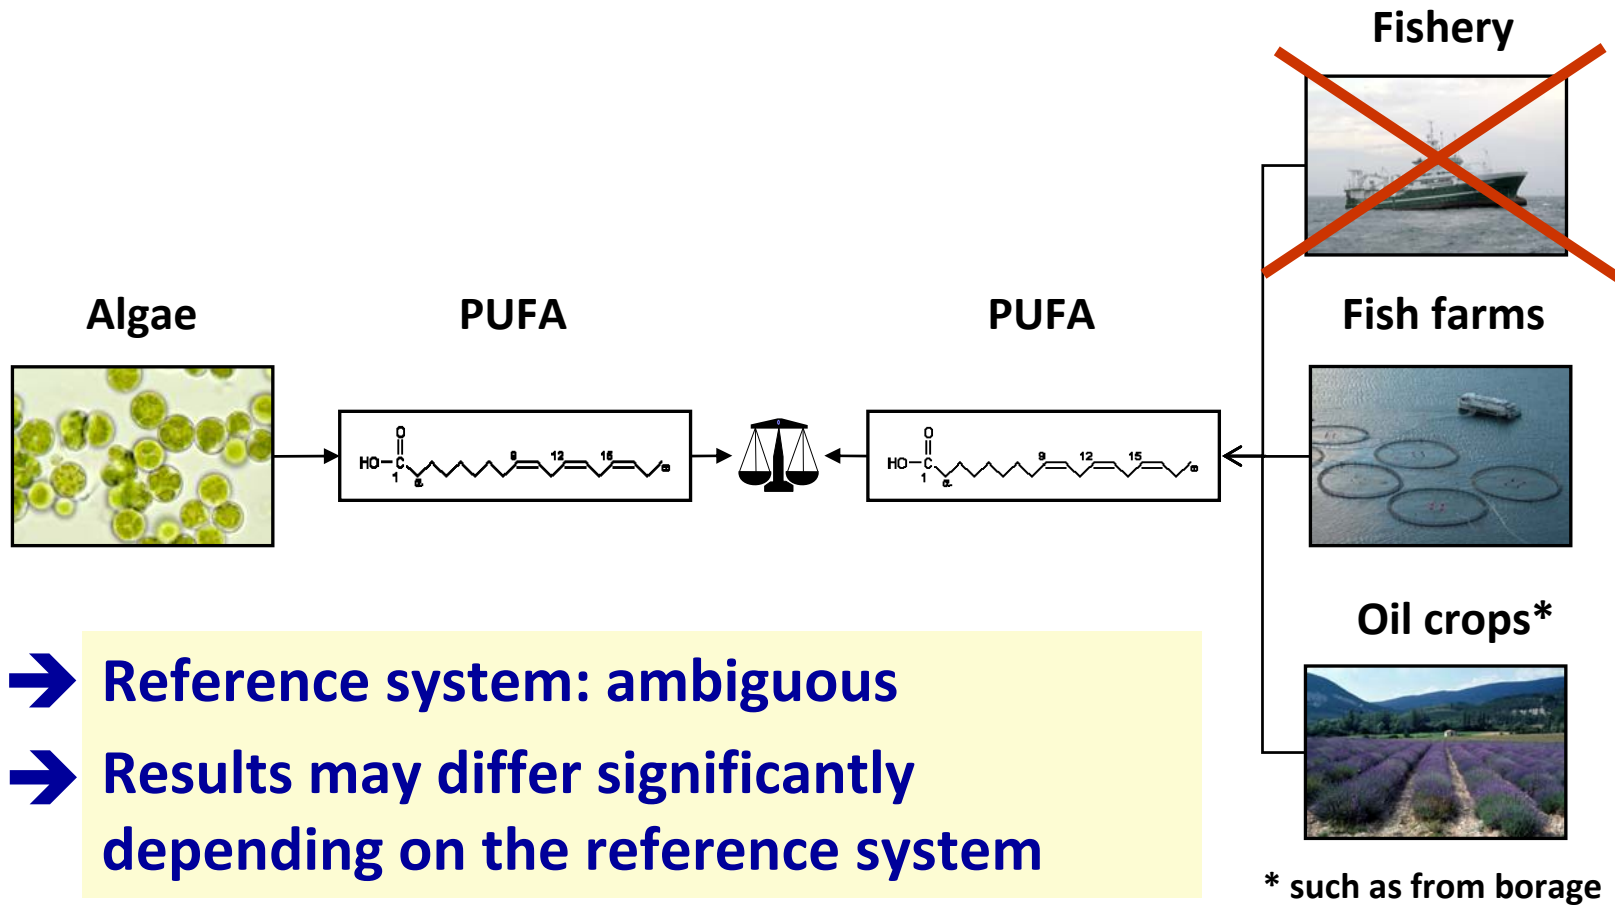 Fishery
Algae
PUFA
PUFA
Fish farms
O
HO C
1 α 9 12 15 ω
O
HO C
1 α 9 12 15 ω
Oil crops*
➔ Reference system: ambiguous
➔ Results may differ significantly
depending on the reference system
* such as from borage